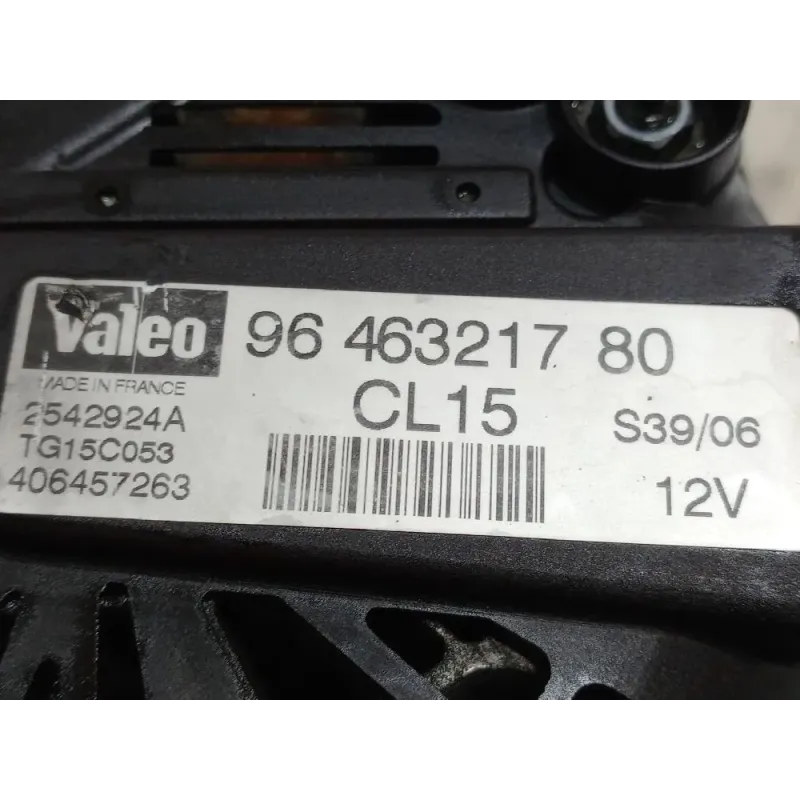 Valeo
96 463217 80
MADE IN FRANCE
CL15
2542924A
S39/06
TG15C053
406457263
12V